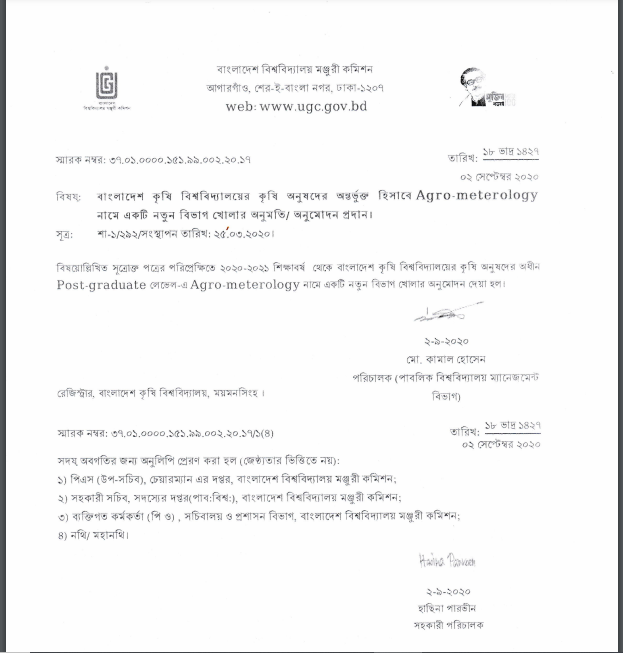 বাংলাদেশ বিশ্ববিদ্যালয় মঞ্জুরী কমিশন
আগারগাঁও, শের-ই-বাংলা নগর, ঢাকা-১২০৭
web: www.ugc.gov.bd
বাংলাদেশ
বিশ্ববিদ্যালয় মঞ্জুরী কমিশন
স্মারক নম্বর: ৩৭.০১.০০০০.১৫১.৯৯.০০২.২০.১৭
তারিখ: ১৮ ভাদ্র ১৪২৭
০২ সেপ্টেম্বর ২০২০
বিষয়: বাংলাদেশ কৃষি বিশ্ববিদ্যালয়ের কৃষি অনুষদের অন্তর্ভুক্ত হিসাবে Agro-meterology
নামে একটি নতুন বিভাগ খোলার অনুমতি/ অনুমোদন প্রদান।
সূত্র: শা-১/২৯২/সংস্থাপন তারিখ: ২৫.০৩.২০২০।
বিষয়োল্লিখিত সূত্রোক্ত পত্রের পরিপ্রেক্ষিতে ২০২০-২০২১ শিক্ষাবর্ষ থেকে বাংলাদেশ কৃষি বিশ্ববিদ্যালয়ের কৃষি অনুষদের অধীন
Post-graduate লেভেল-এ Agro-meterology নামে একটি নতুন বিভাগ খোলার অনুমোদন দেয়া হল।
২-৯-২০২০
মো. কামাল হোসেন
পরিচালক (পাবলিক বিশ্ববিদ্যালয় ম্যানেজমেন্ট
বিভাগ)
রেজিস্ট্রার, বাংলাদেশ কৃষি বিশ্ববিদ্যালয়, ময়মনসিংহ।
স্মারক নম্বর: ৩৭.০১.০০০০.১৫১.৯৯.০০২.২০.১৭/১(৪)
তারিখ: ১৮ ভাদ্র ১৪২৭
০২ সেপ্টেম্বর ২০২০
সদয় অবগতির জন্য অনুলিপি প্রেরণ করা হল (জেষ্ঠ্যতার ভিত্তিতে নয়):
১) পিএস (উপ-সচিব), চেয়ারম্যান এর দপ্তর, বাংলাদেশ বিশ্ববিদ্যালয় মঞ্জুরী কমিশন;
২) সহকারী সচিব, সদস্যের দপ্তর(পাব:বিশ্ব:), বাংলাদেশ বিশ্ববিদ্যালয় মঞ্জুরী কমিশন;
৩) ব্যক্তিগত কর্মকর্তা (পি ও) , সচিবালয় ও প্রশাসন বিভাগ, বাংলাদেশ বিশ্ববিদ্যালয় মঞ্জুরী কমিশন;
৪) নথি/ মহানথি।
২-৯-২০২০
হাছিনা পারভীন
সহকারী পরিচালক